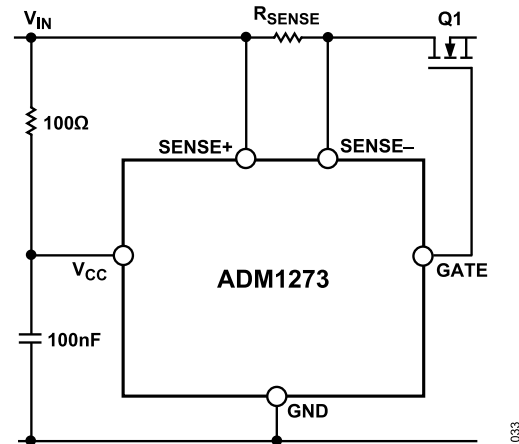 VIN
RSENSE
Q1
100Ω
SENSE+
SENSE–
VCC
ADM1273
GATE
100nF
GND
033